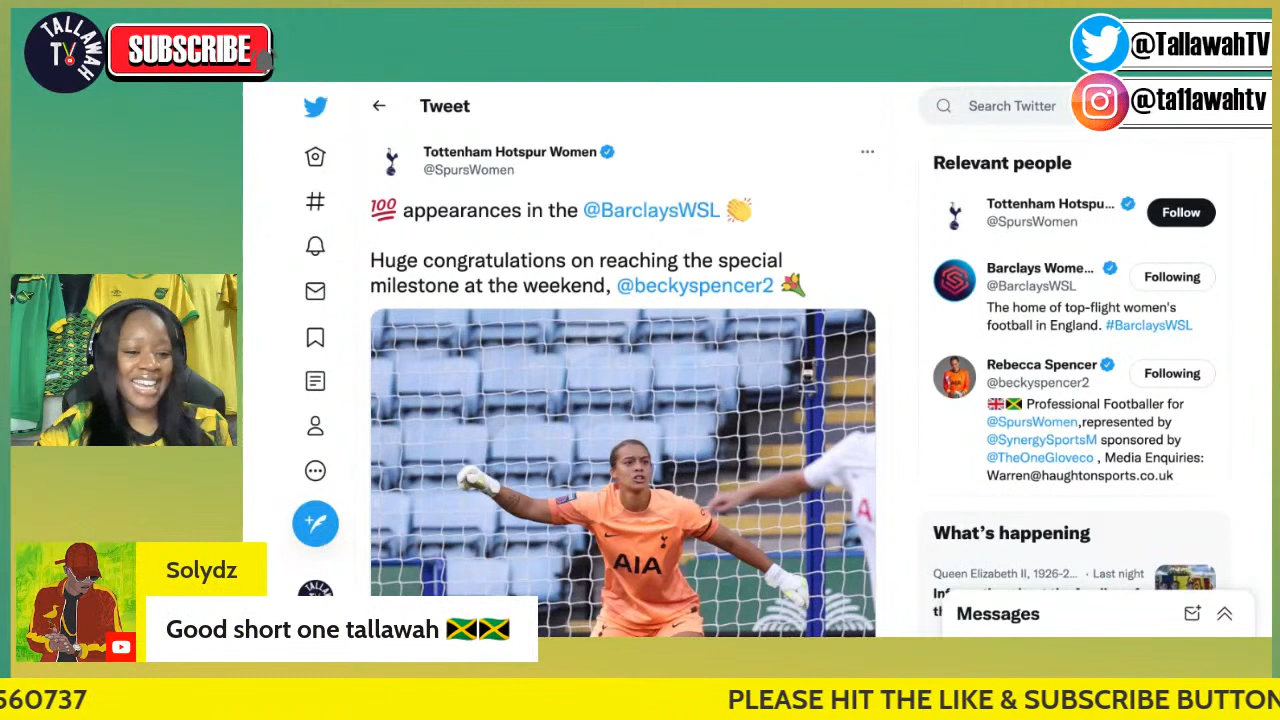 TALLAWAH
TV
SUBSCRIBE
@TallawahTV
@ta11awahtv
Tweet
Search Twitter
Tottenham Hotspur Women
@SpursWomen
💯 appearances in the @BarclaysWSL 👏
Huge congratulations on reaching the special
milestone at the weekend, @beckyspencer2 💐
AIA
A
Relevant people
Tottenham Hotspu...
@SpursWomen
Follow
Barclays Wome...
@BarclaysWSL
Following
The home of top-flight women's
football in England. #BarclaysWSL
Rebecca Spencer
@beckyspencer2
Following
🇬🇧🇯🇲 Professional Footballer for
@SpursWomen,represented by
@SynergySportsM sponsored by
@TheOneGloveco , Media Enquiries:
Warren@haughtonsports.co.uk
What's happening
Queen Elizabeth II, 1926-2... · Last night
Messages
TALLAWAH
Solydz
Good short one tallawah 🇯🇲🇯🇲
560737
PLEASE HIT THE LIKE & SUBSCRIBE BUTTON